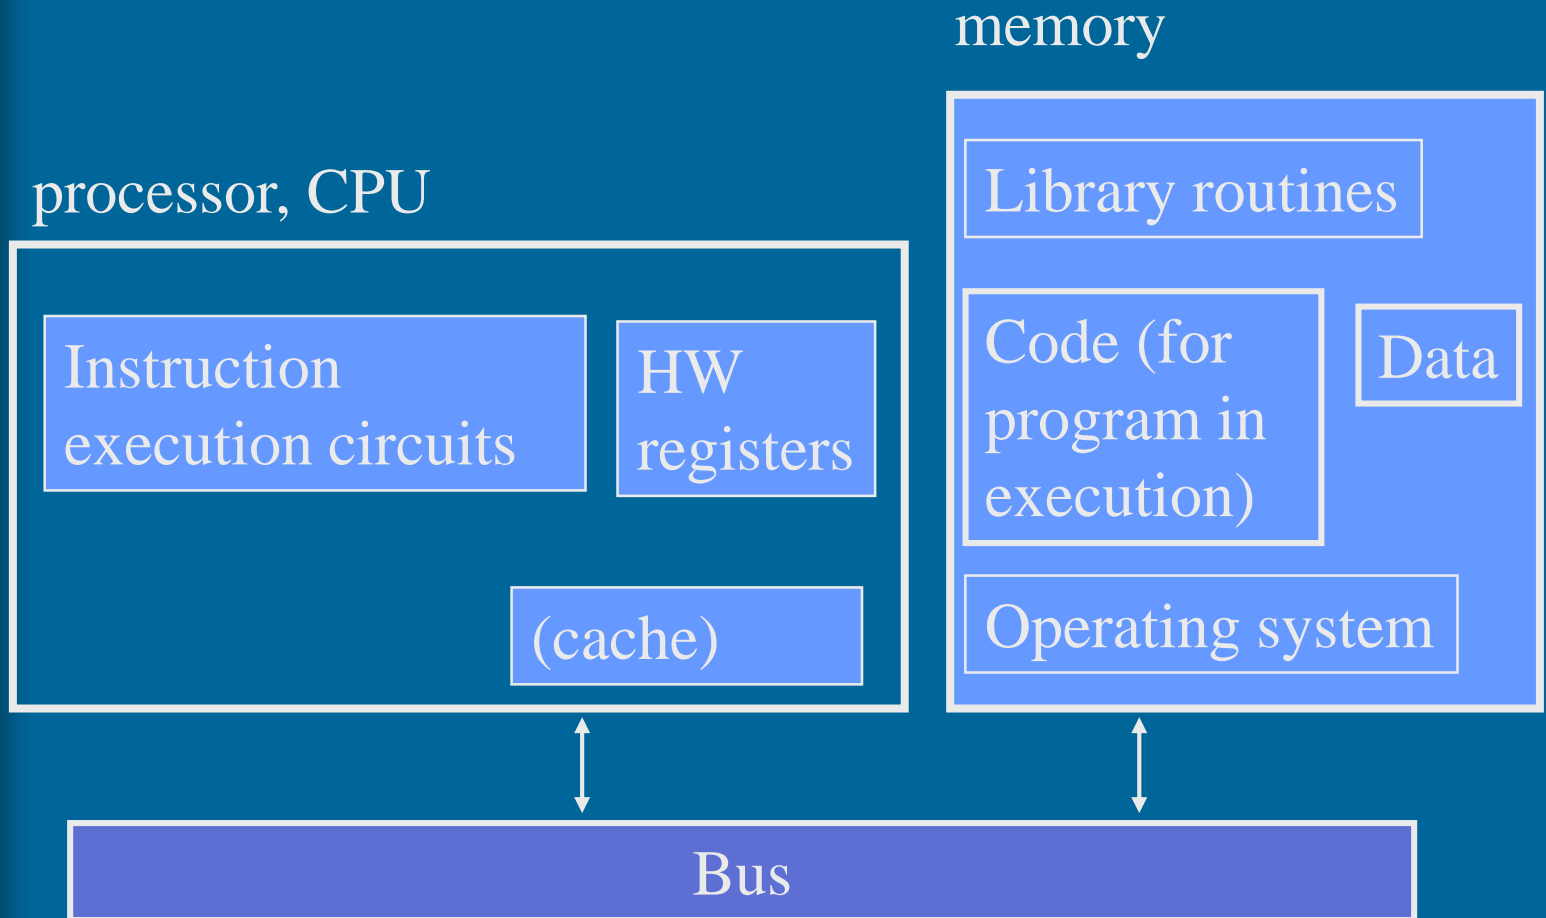 memory
processor, CPU
Library routines
Instruction
execution circuits
HW
registers
Code (for
program in
execution)
Data
(cache)
Operating system
Bus